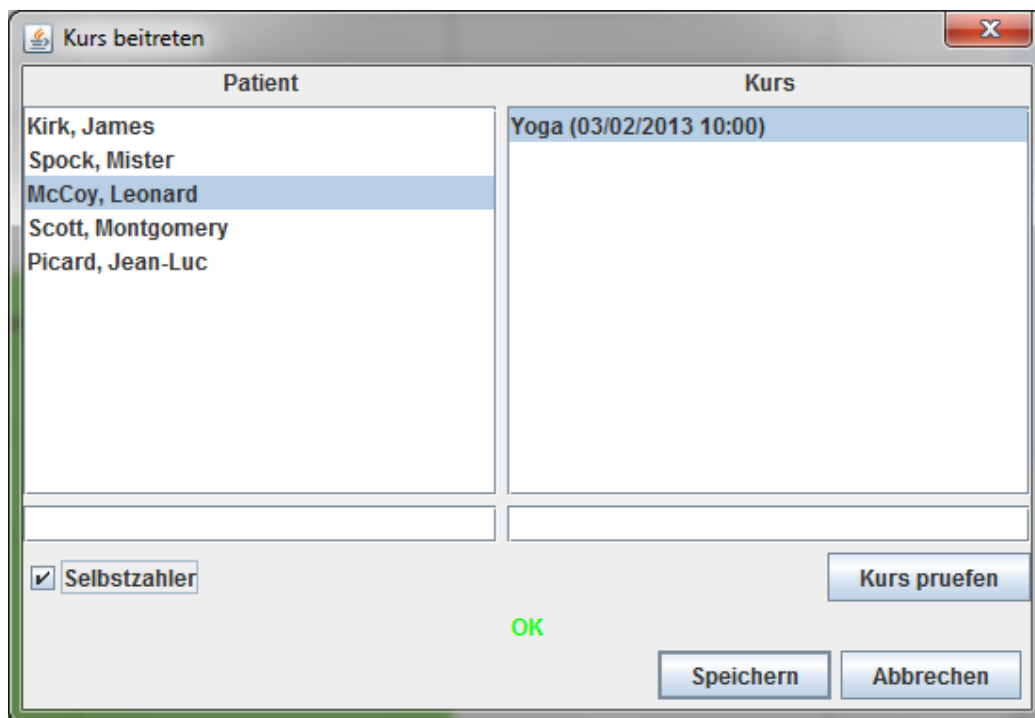 Kurs beitreten
Patient
Kurs
Kirk, James
Spock, Mister
McCoy, Leonard
Scott, Montgomery
Picard, Jean-Luc
Yoga (03/02/2013 10:00)
Selbstzahler
Kurs pruefen
OK
Speichern
Abbrechen